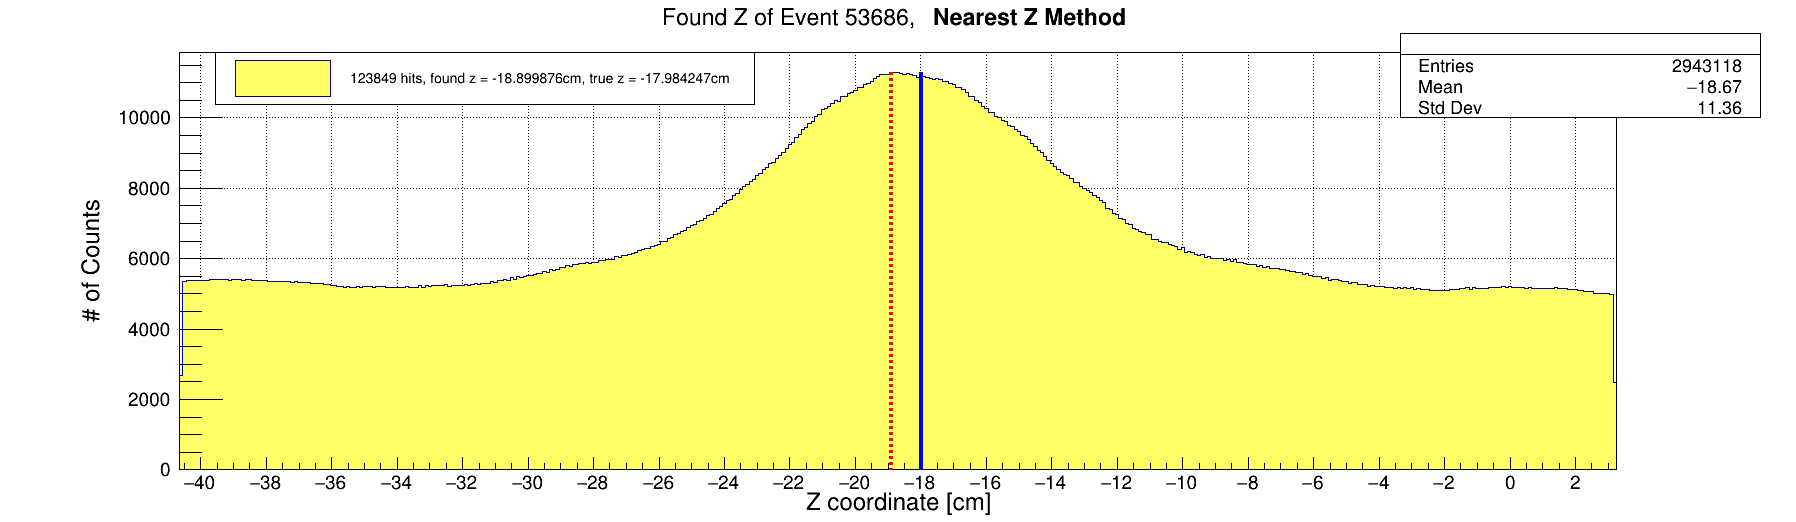 Found Z of Event 53686, Nearest Z Method
123849 hits, found z = -18.899876cm, true z = -17.984247cm
Entries 2943118
Mean −18.67
Std Dev 11.36
# of Counts
10000
8000
6000
4000
2000
0
−40 −38 −36 −34 −32 −30 −28 −26 −24 −22 −20 −18 −16 −14 −12 −10 −8 −6 −4 −2 0 2
Z coordinate [cm]